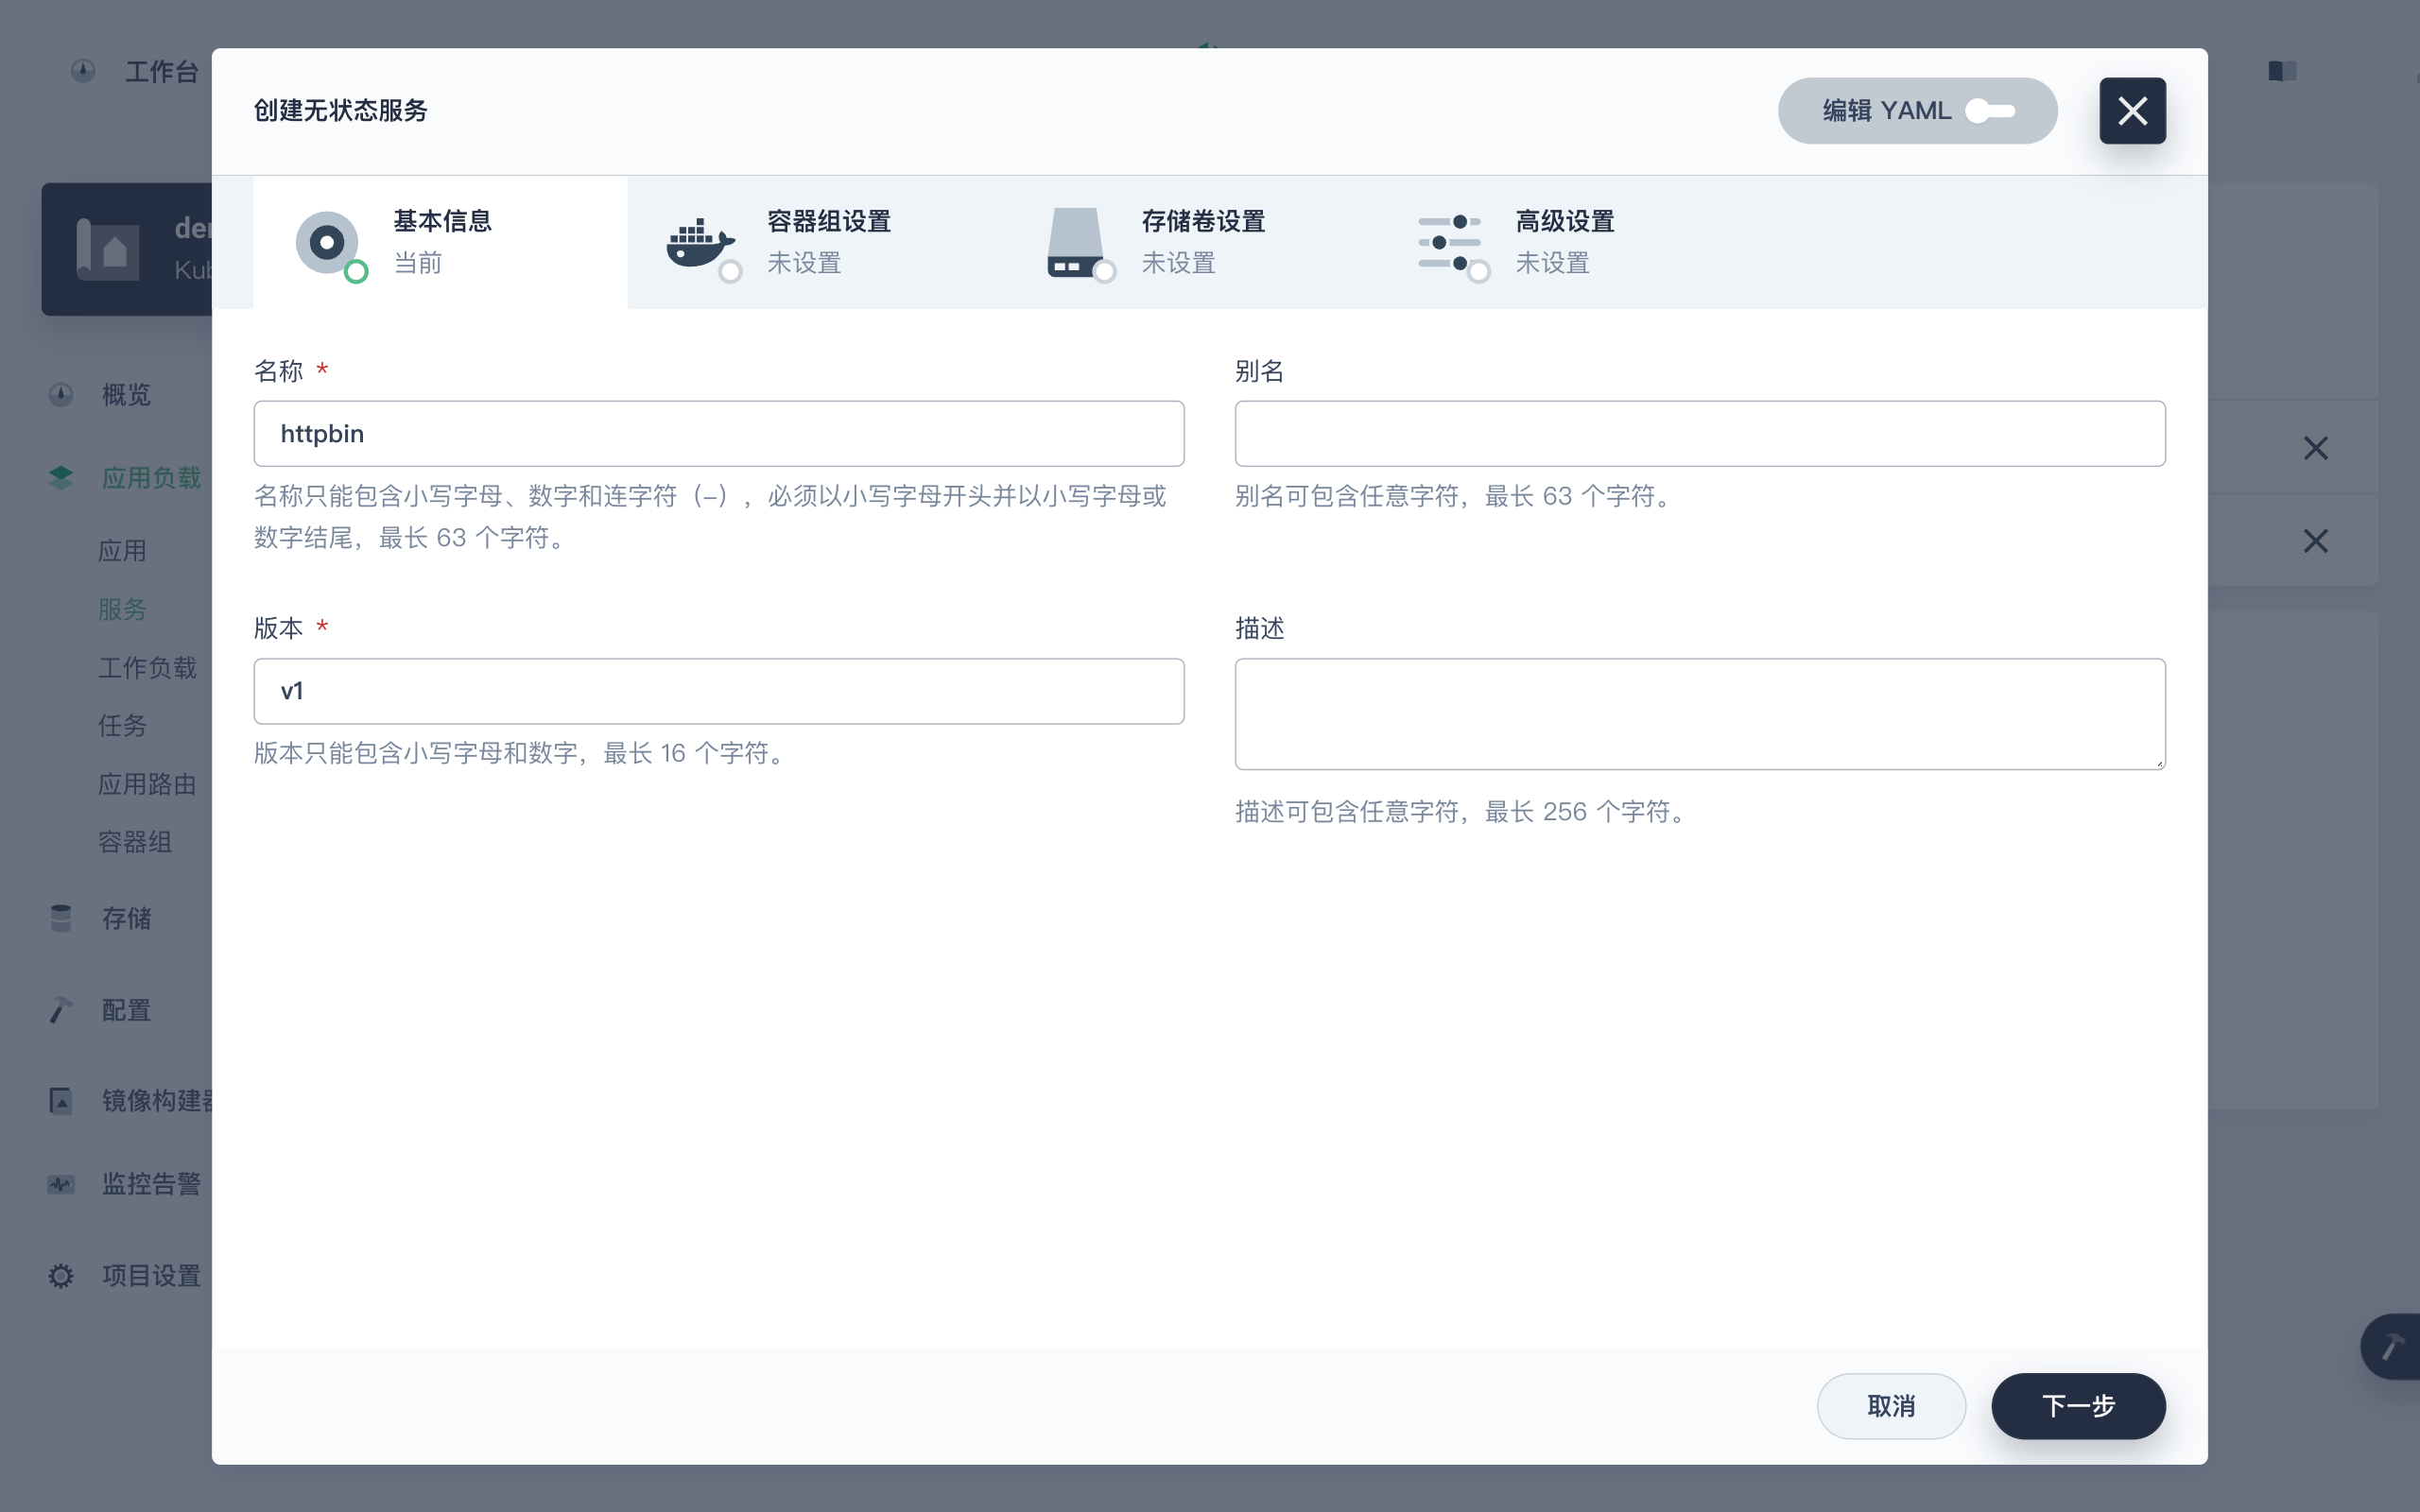 工作台
创建无状态服务
编辑 YAML
基本信息
当前
容器组设置
未设置
存储卷设置
未设置
高级设置
未设置
名称 *
httpbin
名称只能包含小写字母、数字和连字符（-），必须以小写字母开头并以小写字母或
数字结尾，最长 63 个字符。
别名
别名可包含任意字符，最长 63 个字符。
版本 *
v1
版本只能包含小写字母和数字，最长 16 个字符。
描述
描述可包含任意字符，最长 256 个字符。
取消
下一步
概览
应用负载
应用
服务
工作负载
任务
应用路由
容器组
存储
配置
镜像构建
监控告警
项目设置